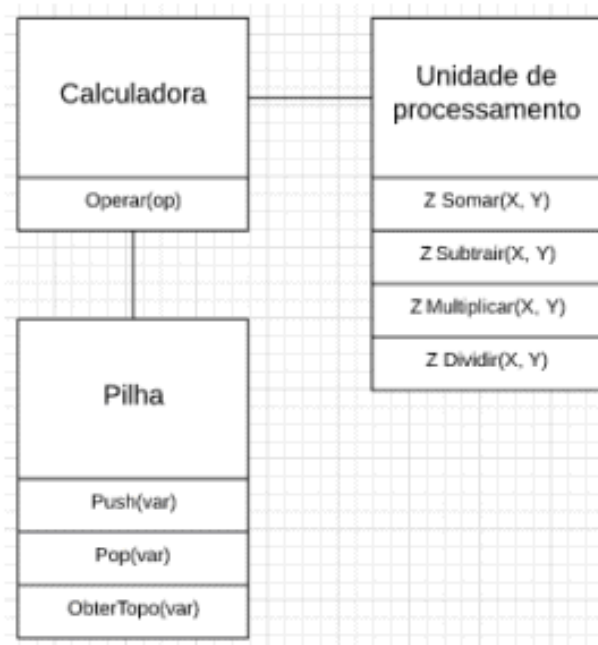 Calculadora
Operar(op)
Unidade de
processamento
Z Somar(X, Y)
Z Subtrair(X, Y)
Z Multiplicar(X, Y)
Z Dividir(X, Y)
Pilha
Push(var)
Pop(var)
ObterTopo(var)